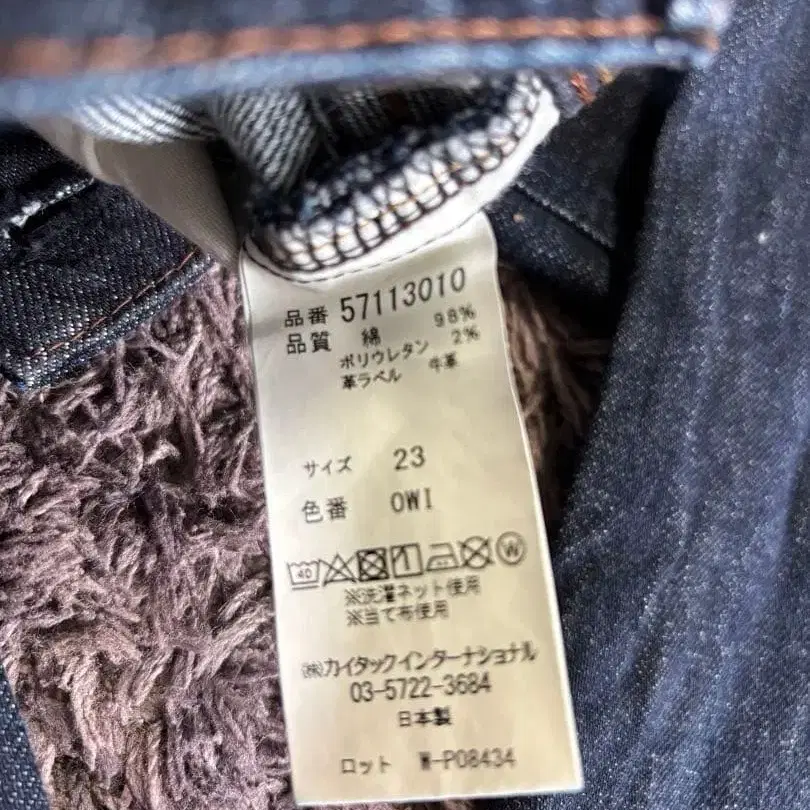 品番 57113010
品質 綿 98%
ポリウレタン 2%
革ラベル 牛革
サイズ 23
色番 OWI
40 W
※洗濯ネット使用
※当て布使用
㈱カイタックインターナショナル
03-5722-3684
日本製
ロット W-P08434